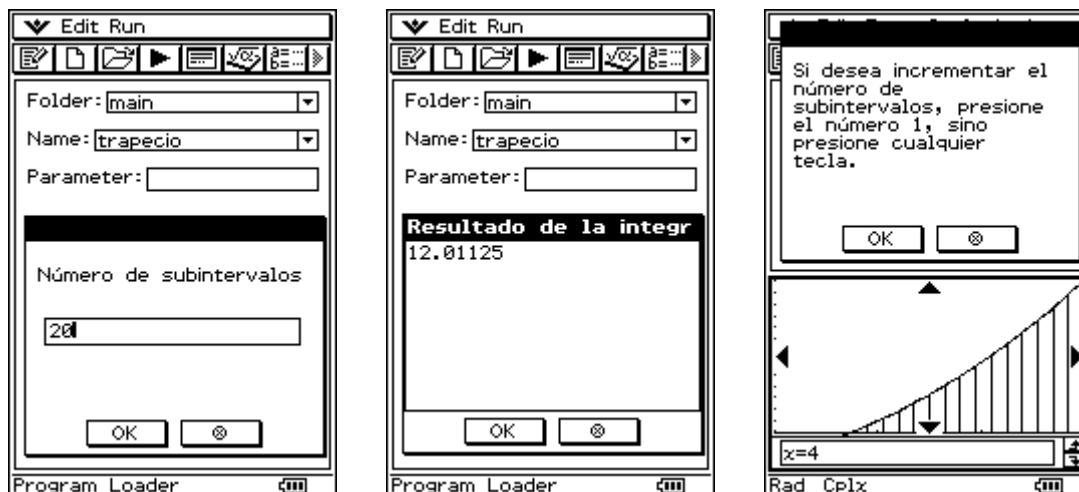 Edit Run
Folder: main
Name: trapecio
Parameter:
Número de subintervalos
20
OK
Program Loader
Edit Run
Folder: main
Name: trapecio
Parameter:
Resultado de la integr
12.01125
OK
Program Loader
Si desea incrementar el
número de
subintervalos, presione
el número 1, sino
presione cualquier
tecla.
OK
x=4
Rad Cplx